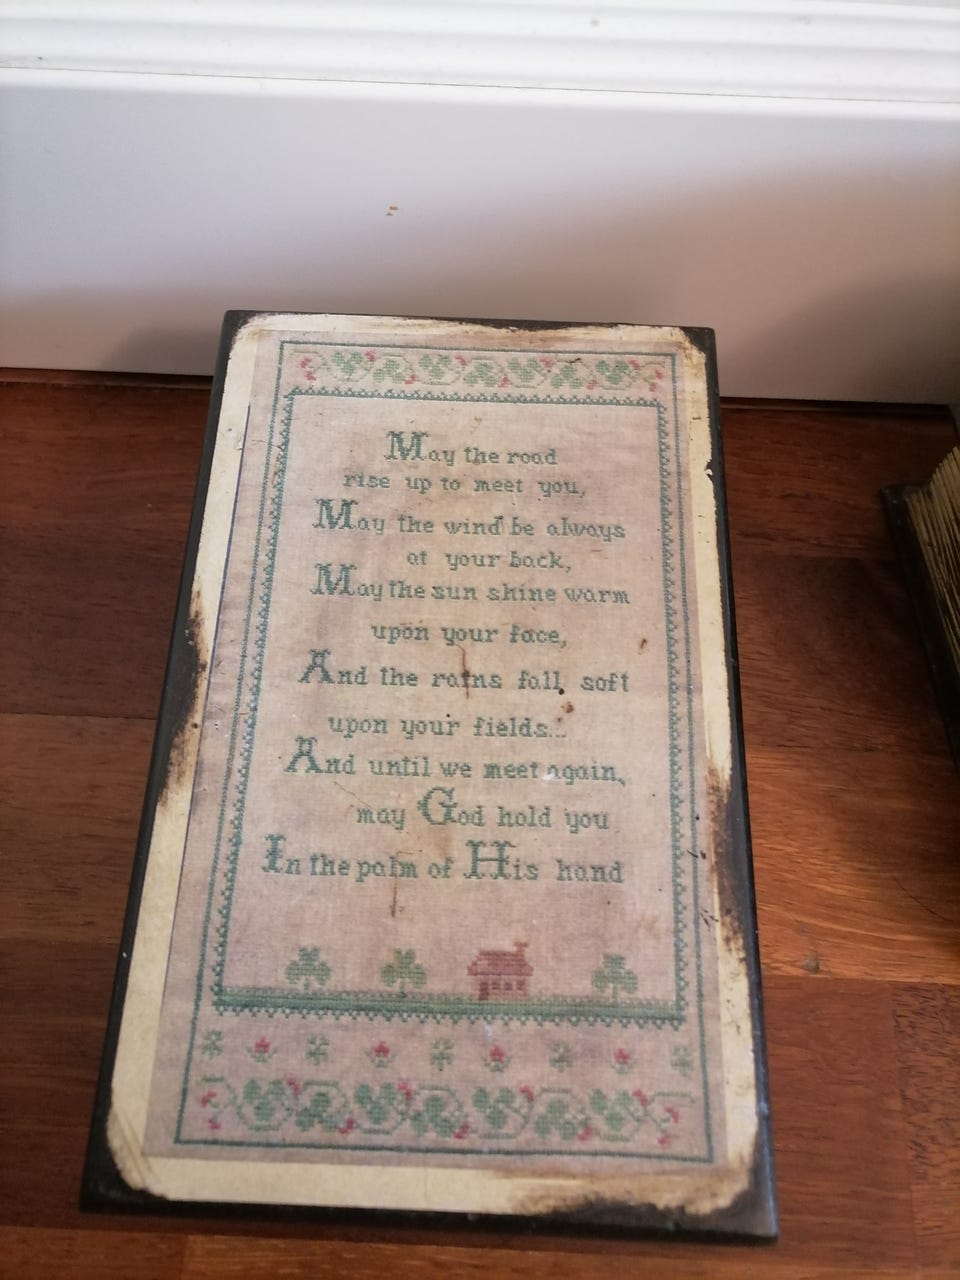 May the road
rise up to meet you,
May the wind be always
at your back,
May the sun shine warm
upon your face,
And the rains fall soft
upon your fields...
And until we meet again,
may God hold you
In the palm of His hand